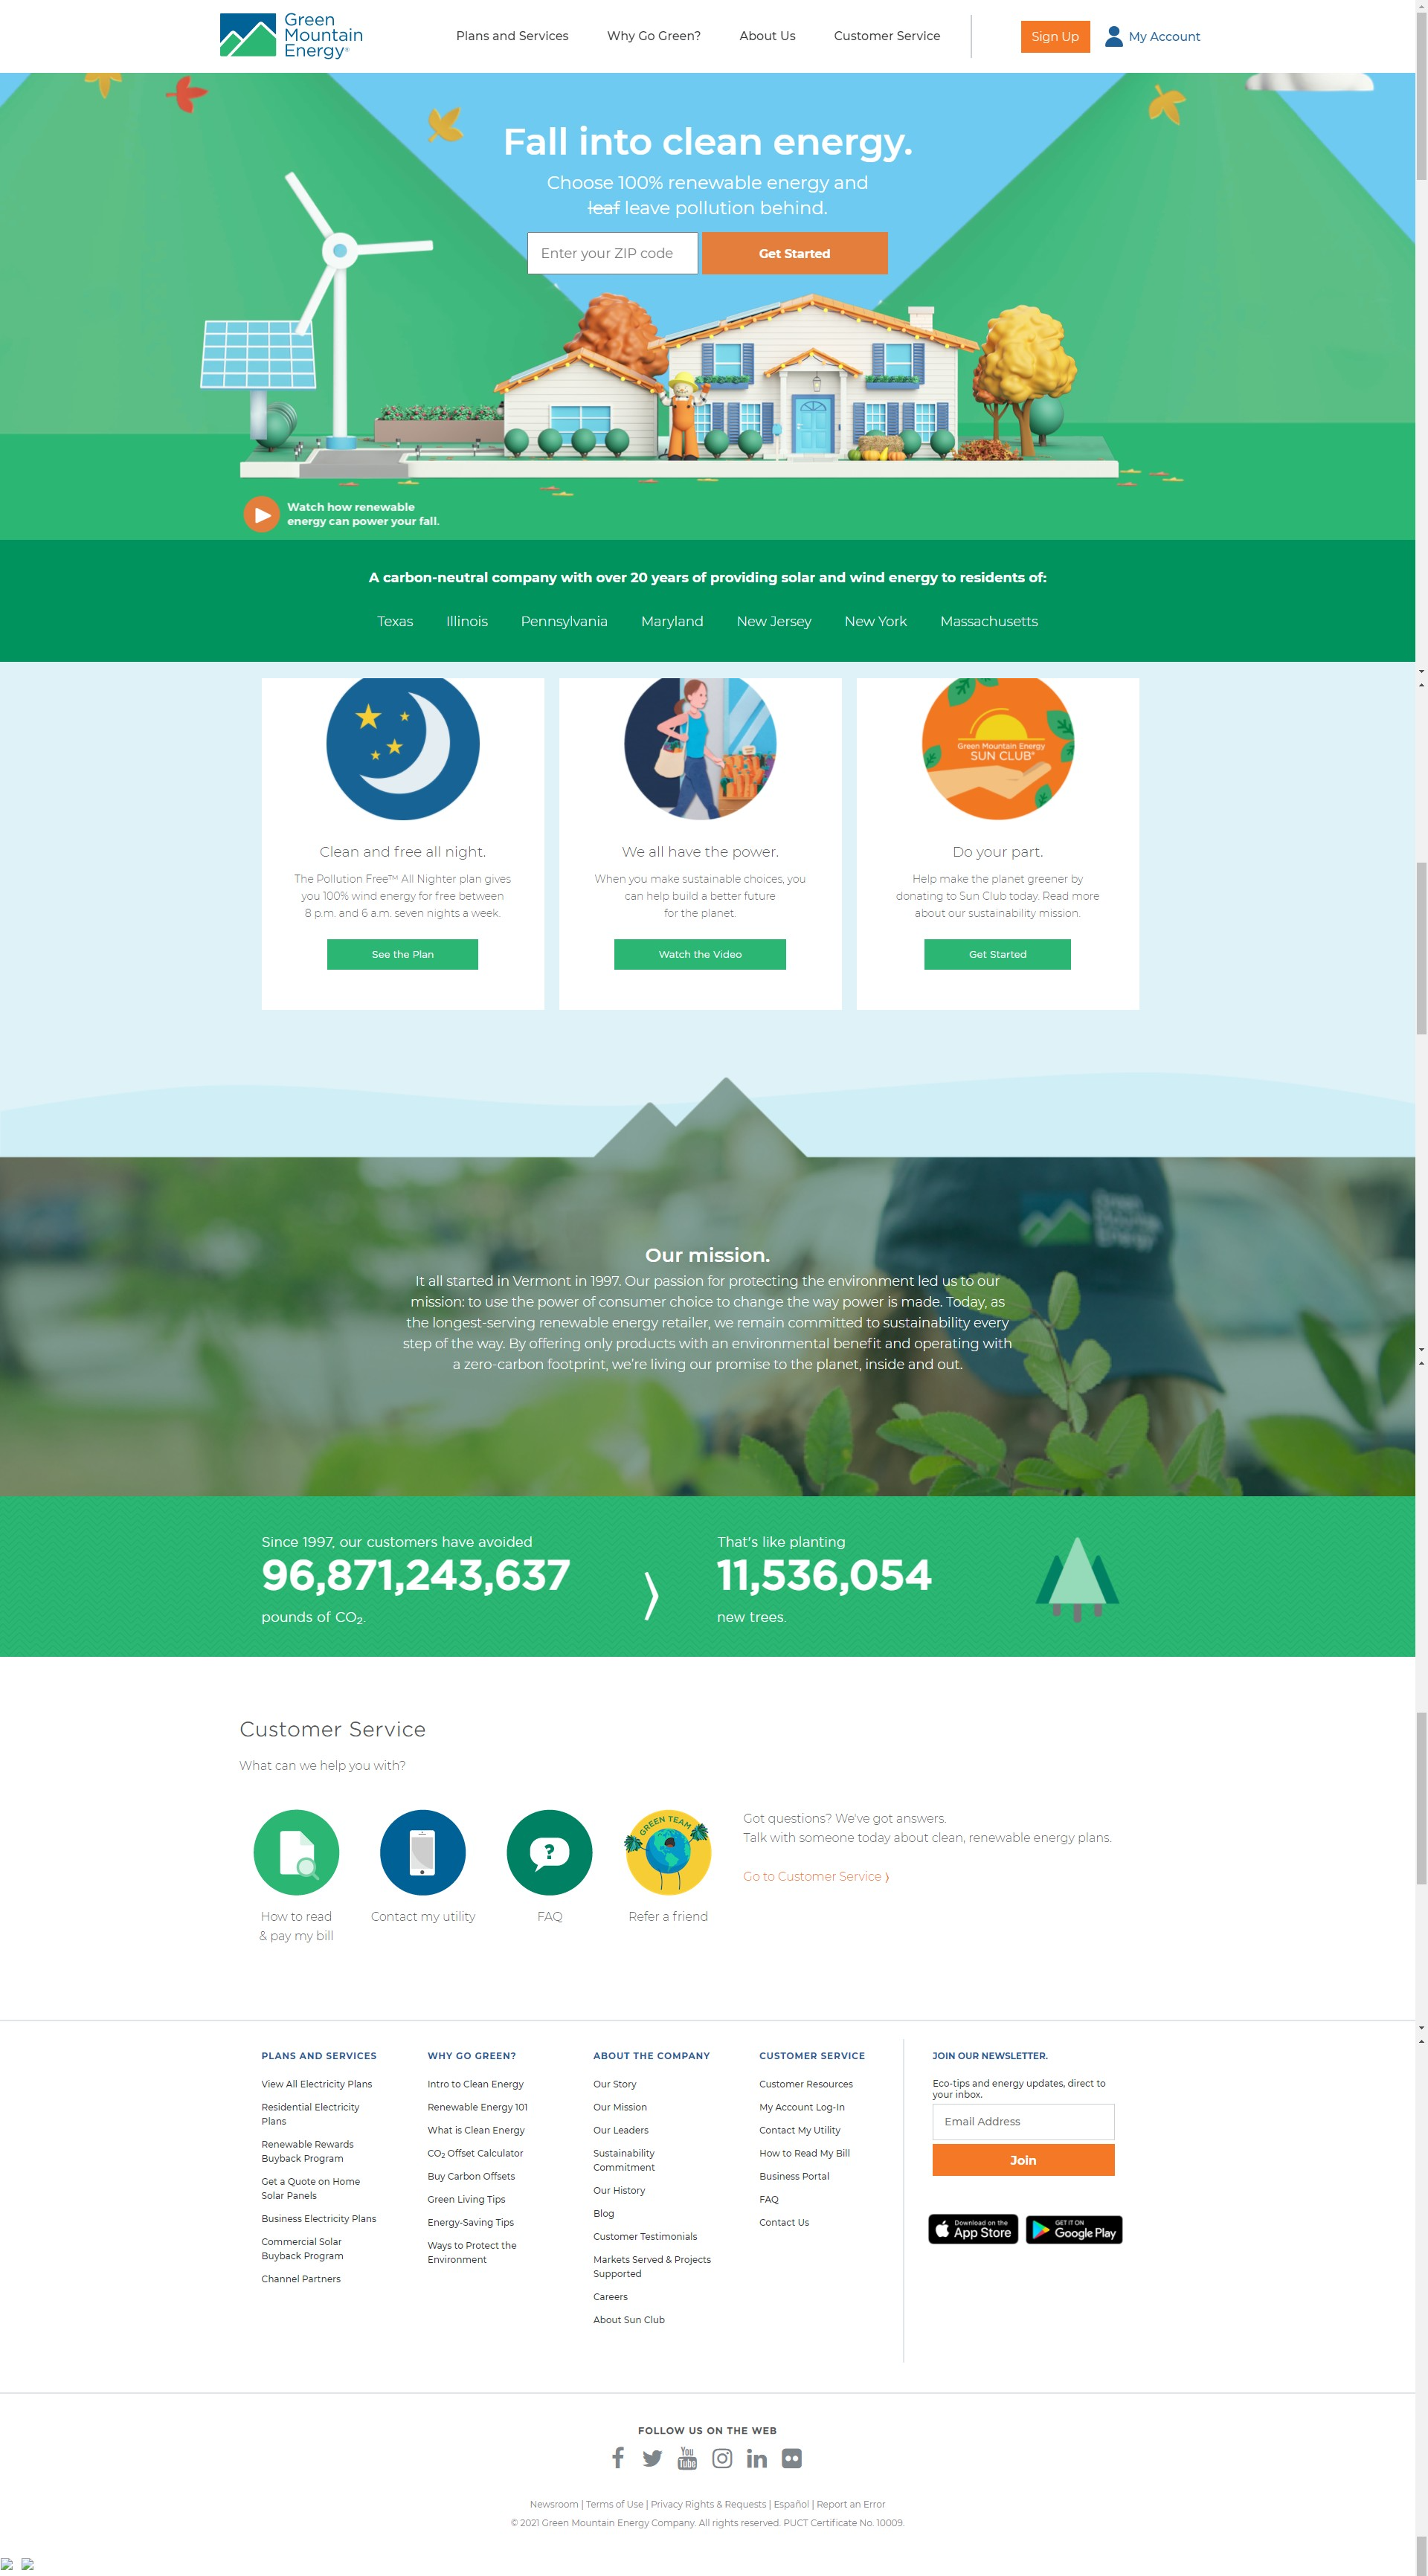 Green
Mountain
Energy®
Plans and Services
Why Go Green?
About Us
Customer Service
Sign Up
My Account
Fall into clean energy.
Choose 100% renewable energy and
leaf leave pollution behind.
Enter your ZIP code
Get Started
Watch how renewable
energy can power your fall.
A carbon-neutral company with over 20 years of providing solar and wind energy to residents of:
Texas
Illinois
Pennsylvania
Maryland
New Jersey
New York
Massachusetts
Green Mountain Energy
SUN CLUB®
Clean and free all night.
The Pollution Free™ All Nighter plan gives
you 100% wind energy for free between
8 p.m. and 6 a.m. seven nights a week.
See the Plan
We all have the power.
When you make sustainable choices, you
can help build a better future
for the planet.
Watch the Video
Do your part.
Help make the planet greener by
donating to Sun Club today. Read more
about our sustainability mission.
Get Started
Green
Mountain
Energy
Our mission.
It all started in Vermont in 1997. Our passion for protecting the environment led us to our
mission: to use the power of consumer choice to change the way power is made. Today, as
the longest-serving renewable energy retailer, we remain committed to sustainability every
step of the way. By offering only products with an environmental benefit and operating with
a zero-carbon footprint, we're living our promise to the planet, inside and out.
Since 1997, our customers have avoided
96,871,243,637
pounds of CO₂.
That's like planting
11,536,054
new trees.
Customer Service
What can we help you with?
GREEN TEAM
How to read
& pay my bill
Contact my utility
?
FAQ
Refer a friend
Got questions? We've got answers.
Talk with someone today about clean, renewable energy plans.
Go to Customer Service ⟩
PLANS AND SERVICES
View All Electricity Plans
Residential Electricity
Plans
Renewable Rewards
Buyback Program
Get a Quote on Home
Solar Panels
Business Electricity Plans
Commercial Solar
Buyback Program
Channel Partners
WHY GO GREEN?
Intro to Clean Energy
Renewable Energy 101
What is Clean Energy
CO₂ Offset Calculator
Buy Carbon Offsets
Green Living Tips
Energy-Saving Tips
Ways to Protect the
Environment
ABOUT THE COMPANY
Our Story
Our Mission
Our Leaders
Sustainability
Commitment
Our History
Blog
Customer Testimonials
Markets Served & Projects
Supported
Careers
About Sun Club
CUSTOMER SERVICE
Customer Resources
My Account Log-In
Contact My Utility
How to Read My Bill
Business Portal
FAQ
Contact Us
JOIN OUR NEWSLETTER.
Eco-tips and energy updates, direct to
your inbox.
Email Address
Join
Download on the
App Store
GET IT ON
Google Play
FOLLOW US ON THE WEB
You
Tube
Newsroom | Terms of Use | Privacy Rights & Requests | Español | Report an Error
© 2021 Green Mountain Energy Company. All rights reserved. PUCT Certificate No. 10009.